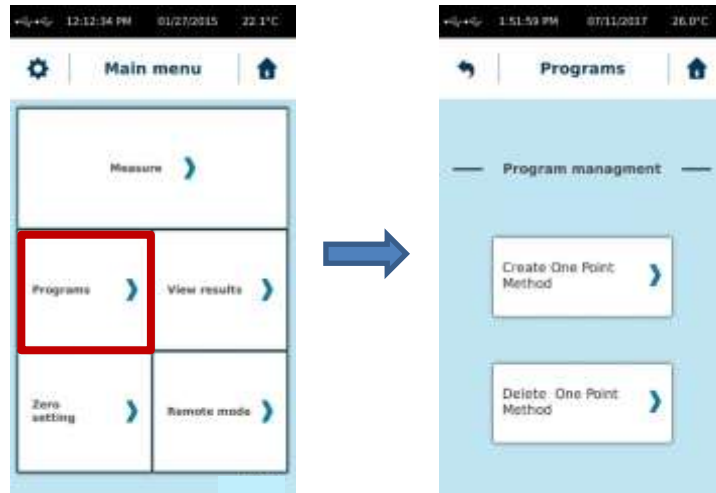 12:12:34 PM 01/27/2015 22.1°C
Main menu
Measure
Programs
View results
Zero
setting
Remote mode
1:51:59 PM 07/11/2017 26.0°C
Programs
Program managment
Create One Point
Method
Delete One Point
Method